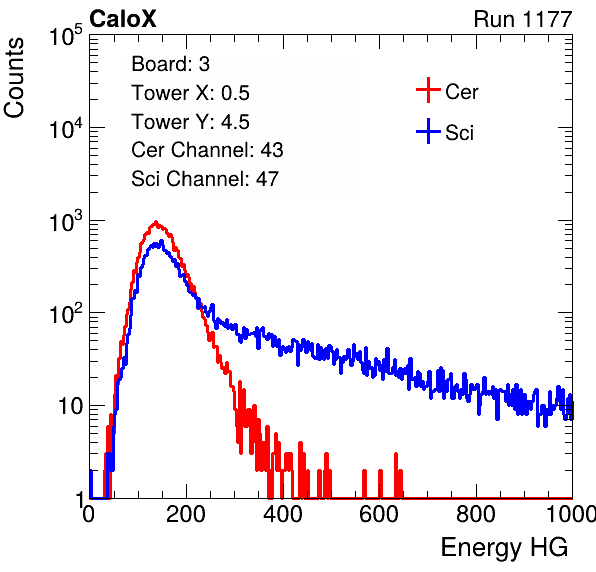 CaloX Run 1177
Counts
10^5
10^4
10^3
10^2
10
1
Board: 3
Tower X: 0.5
Tower Y: 4.5
Cer Channel: 43
Sci Channel: 47
Cer
Sci
0 200 400 600 800 1000
Energy HG